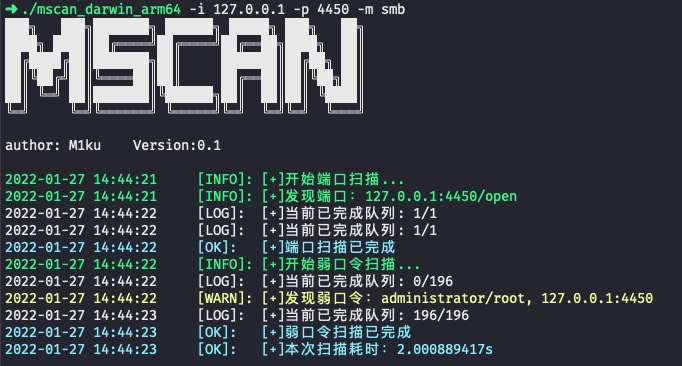 ➜ ./mscan_darwin_arm64 -i 127.0.0.1 -p 4450 -m smb
MSCAN
author: M1ku    Version:0.1
2022-01-27 14:44:21     [INFO]: [+]开始端口扫描...
2022-01-27 14:44:21     [INFO]: [+]发现端口: 127.0.0.1:4450/open
2022-01-27 14:44:22     [LOG]:  [+]当前已完成队列: 1/1
2022-01-27 14:44:22     [LOG]:  [+]当前已完成队列: 1/1
2022-01-27 14:44:22     [OK]:   [+]端口扫描已完成
2022-01-27 14:44:22     [INFO]: [+]开始弱口令扫描...
2022-01-27 14:44:22     [LOG]:  [+]当前已完成队列: 0/196
2022-01-27 14:44:22     [WARN]: [+]发现弱口令: administrator/root, 127.0.0.1:4450
2022-01-27 14:44:23     [LOG]:  [+]当前已完成队列: 196/196
2022-01-27 14:44:23     [OK]:   [+]弱口令扫描已完成
2022-01-27 14:44:23     [OK]:   [+]本次扫描耗时: 2.000889417s